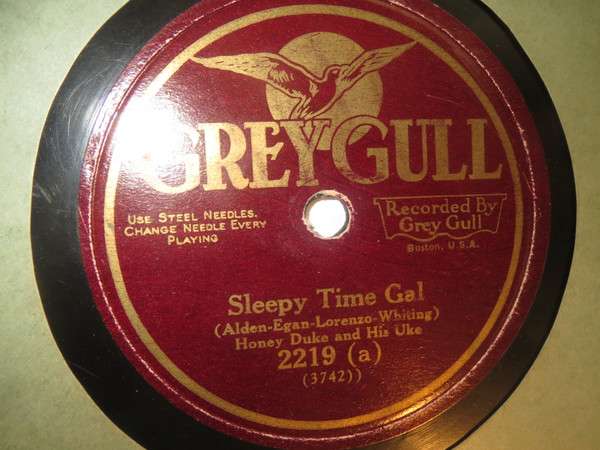 GREY GULL
USE STEEL NEEDLES.
CHANGE NEEDLE EVERY
PLAYING
Recorded By
Grey Gull
Boston, U.S.A.
Sleepy Time Gal
(Alden-Egan-Lorenzo-Whiting)
Honey Duke and His Uke
2219 (a)
(3742))